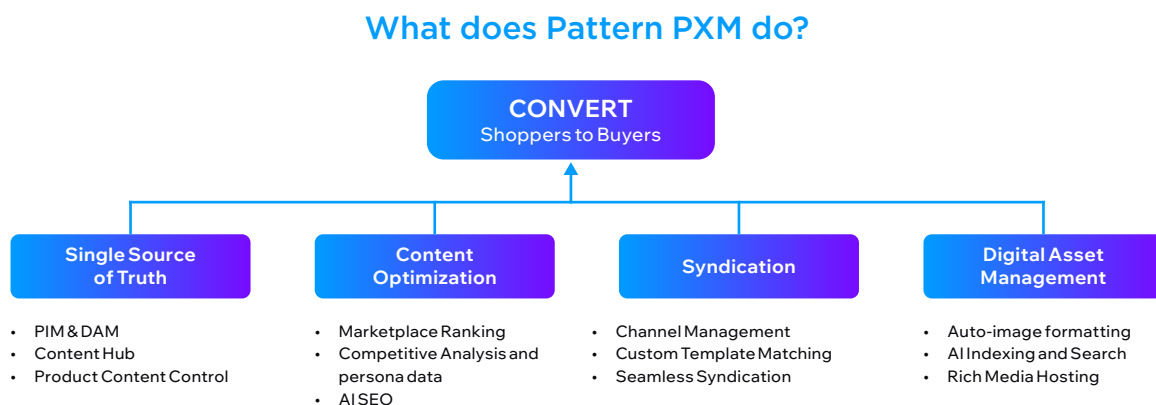 What does Pattern PXM do?
CONVERT
Shoppers to Buyers
Single Source
of Truth
Content
Optimization
Syndication
Digital Asset
Management
• PIM & DAM
• Content Hub
• Product Content Control
• Marketplace Ranking
• Competitive Analysis and
persona data
• AI SEO
• Channel Management
• Custom Template Matching
• Seamless Syndication
• Auto-image formatting
• AI Indexing and Search
• Rich Media Hosting